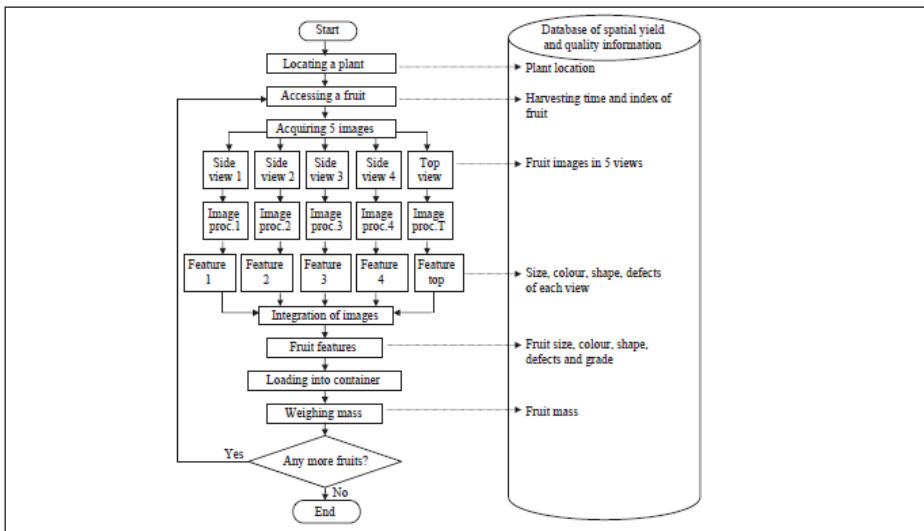 Start
Database of spatial yield
and quality information
Locating a plant
Plant location
Accessing a fruit
Harvesting time and index of
fruit
Acquiring 5 images
Side
view 1
Side
view 2
Side
view 3
Side
view 4
Top
view
Fruit images in 5 views
Image
proc.1
Image
proc.2
Image
proc.3
Image
proc.4
Image
proc.T
Feature
1
Feature
2
Feature
3
Feature
4
Feature
top
Size, colour, shape, defects
of each view
Integration of images
Fruit features
Fruit size, colour, shape,
defects and grade
Loading into container
Weighing mass
Fruit mass
Yes
Any more fruits?
No
End